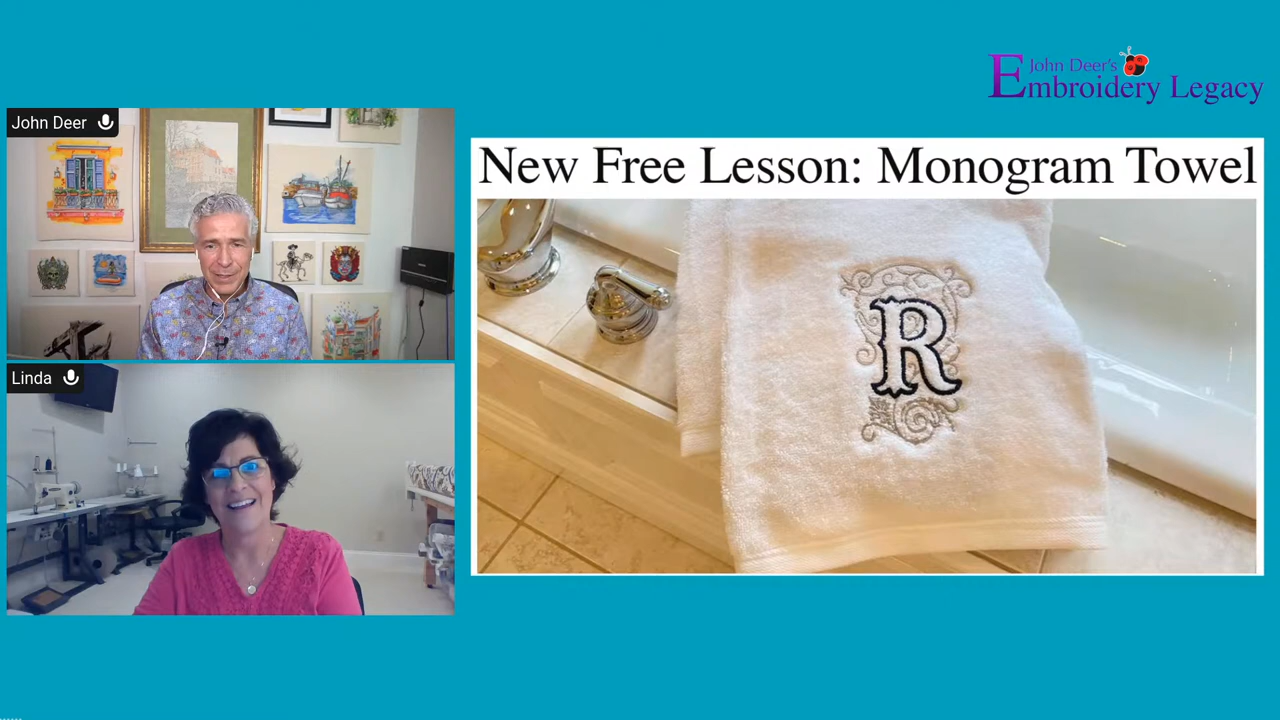 John Deer's
Embroidery Legacy
John Deer
New Free Lesson: Monogram Towel
R
Linda